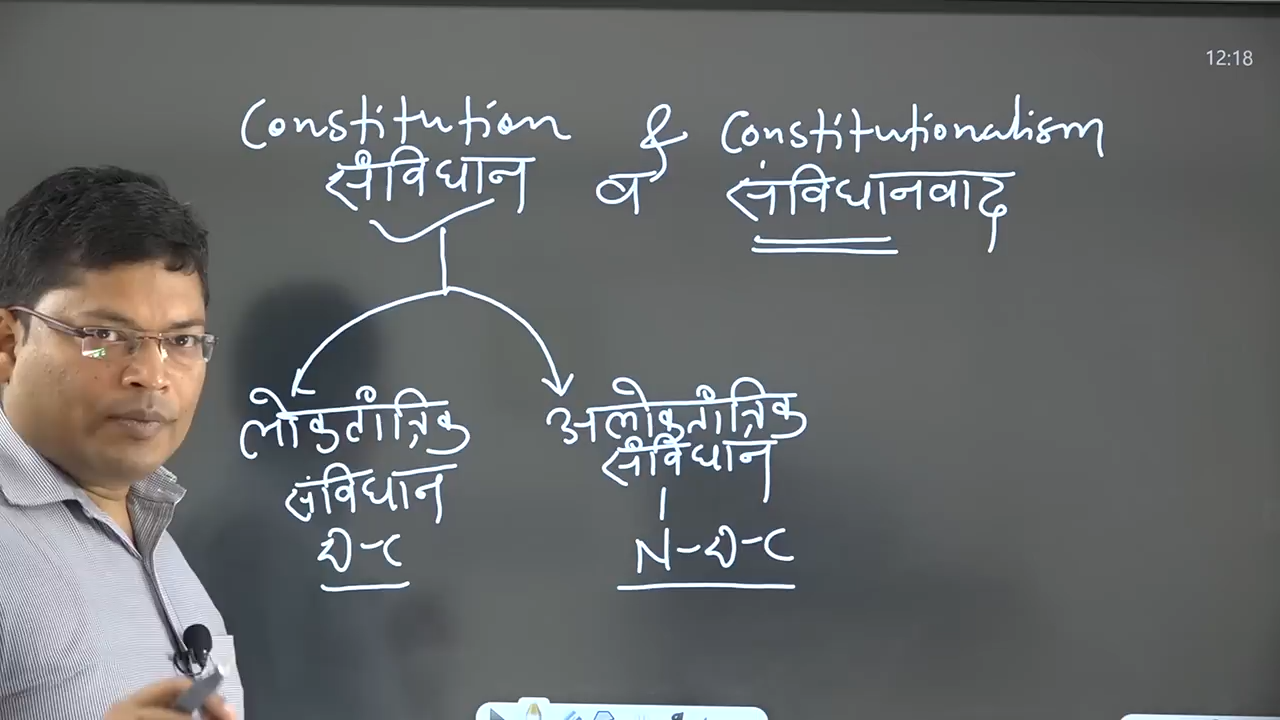 12:18
Constitution & Constitutionalism
संविधान व संविधानवाद
लोकतांत्रिक अलोकतांत्रिक
संविधान संविधान
D-C N-D-C